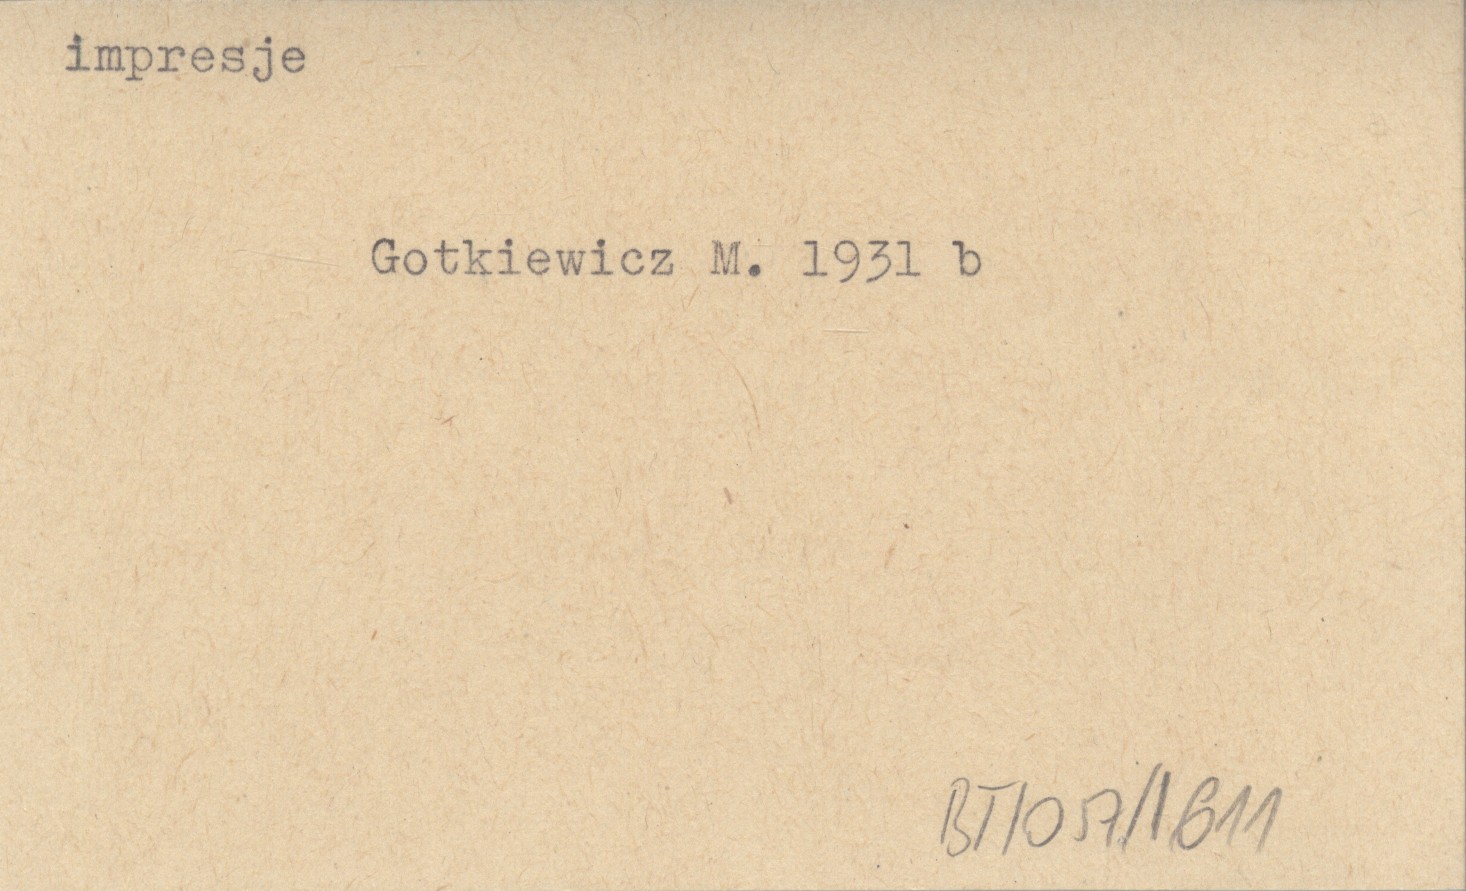 impresje
Gotkiewicz M. 1931 b
BT/057/1611